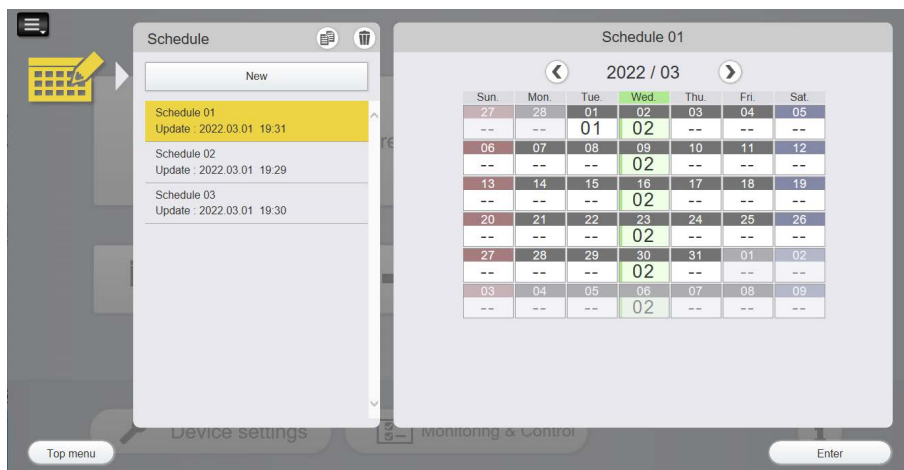 Schedule
New
Schedule 01
Update : 2022.03.01 19:31
Schedule 02
Update : 2022.03.01 19:29
Schedule 03
Update : 2022.03.01 19:30
Schedule 01
2022 / 03
Sun. Mon. Tue. Wed. Thu. Fri. Sat.
27 28 01 02 03 04 05
-- -- 01 02 -- -- --
06 07 08 09 10 11 12
-- -- -- 02 -- -- --
13 14 15 16 17 18 19
-- -- -- 02 -- -- --
20 21 22 23 24 25 26
-- -- -- 02 -- -- --
27 28 29 30 31 01 02
-- -- -- 02 -- -- --
03 04 05 06 07 08 09
-- -- -- 02 -- -- --
Device settings
Monitoring & Control
Top menu
Enter